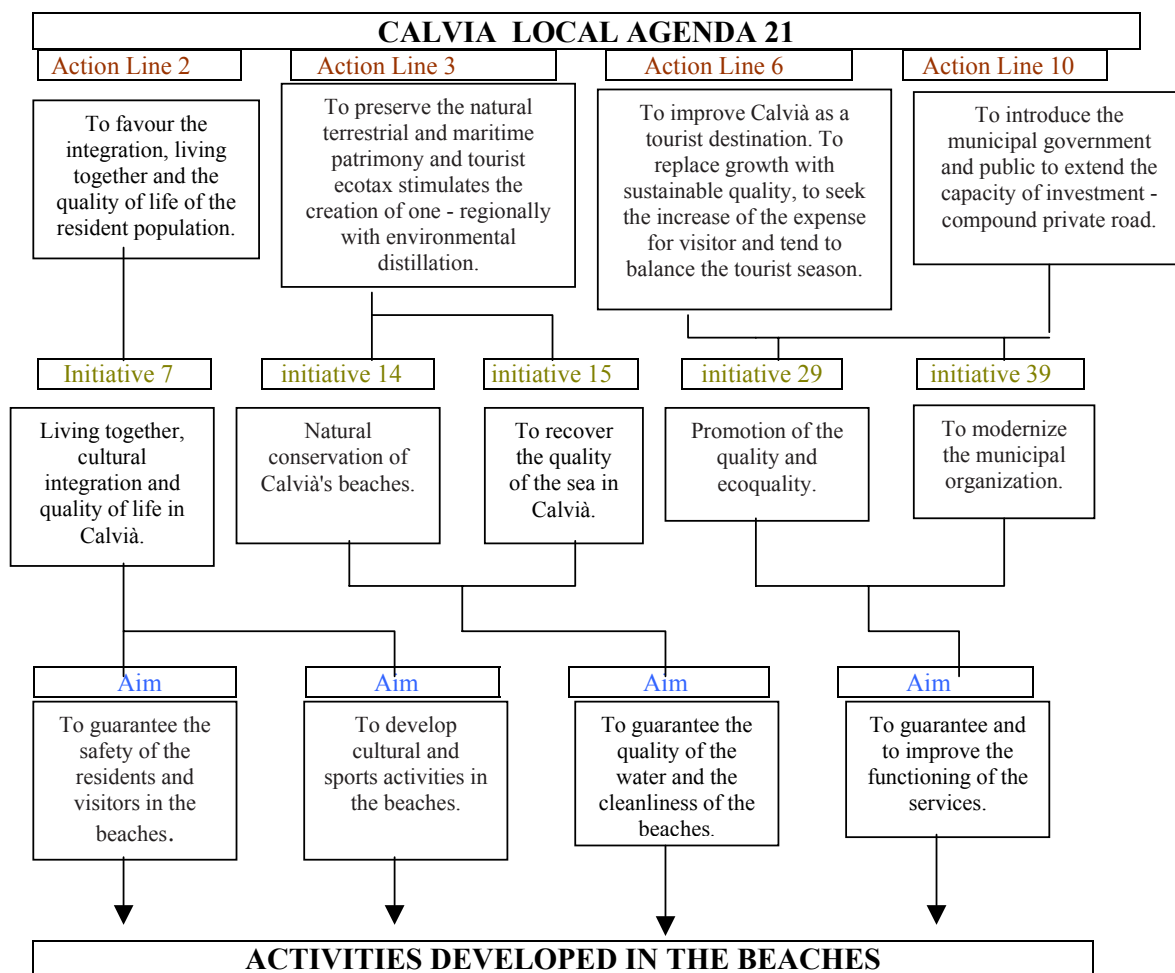 CALVIA LOCAL AGENDA 21
Action Line 2
Action Line 3
Action Line 6
Action Line 10
To favour the
integration, living
together and the
quality of life of the
resident population.
To preserve the natural
terrestrial and maritime
patrimony and tourist
ecotax stimulates the
creation of one - regionally
with environmental
distillation.
To improve Calvià as a
tourist destination. To
replace growth with
sustainable quality, to seek
the increase of the expense
for visitor and tend to
balance the tourist season.
To introduce the
municipal government
and public to extend the
capacity of investment -
compound private road.
Initiative 7
initiative 14
initiative 15
initiative 29
initiative 39
Living together,
cultural
integration and
quality of life in
Calvià.
Natural
conservation of
Calvià's beaches.
To recover
the quality
of the sea in
Calvià.
Promotion of the
quality and
ecoquality.
To modernize
the municipal
organization.
Aim
Aim
Aim
Aim
To guarantee the
safety of the
residents and
visitors in the
beaches.
To develop
cultural and
sports activities in
the beaches.
To guarantee the
quality of the
water and the
cleanliness of the
beaches.
To guarantee and
to improve the
functioning of the
services.
ACTIVITIES DEVELOPED IN THE BEACHES